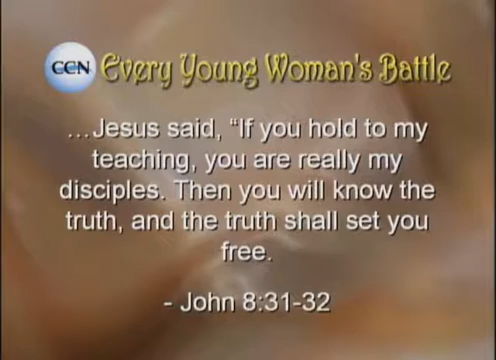 CCN Every Young Woman's Battle
...Jesus said, "If you hold to my
teaching, you are really my
disciples. Then you will know the
truth, and the truth shall set you
free.
- John 8:31-32